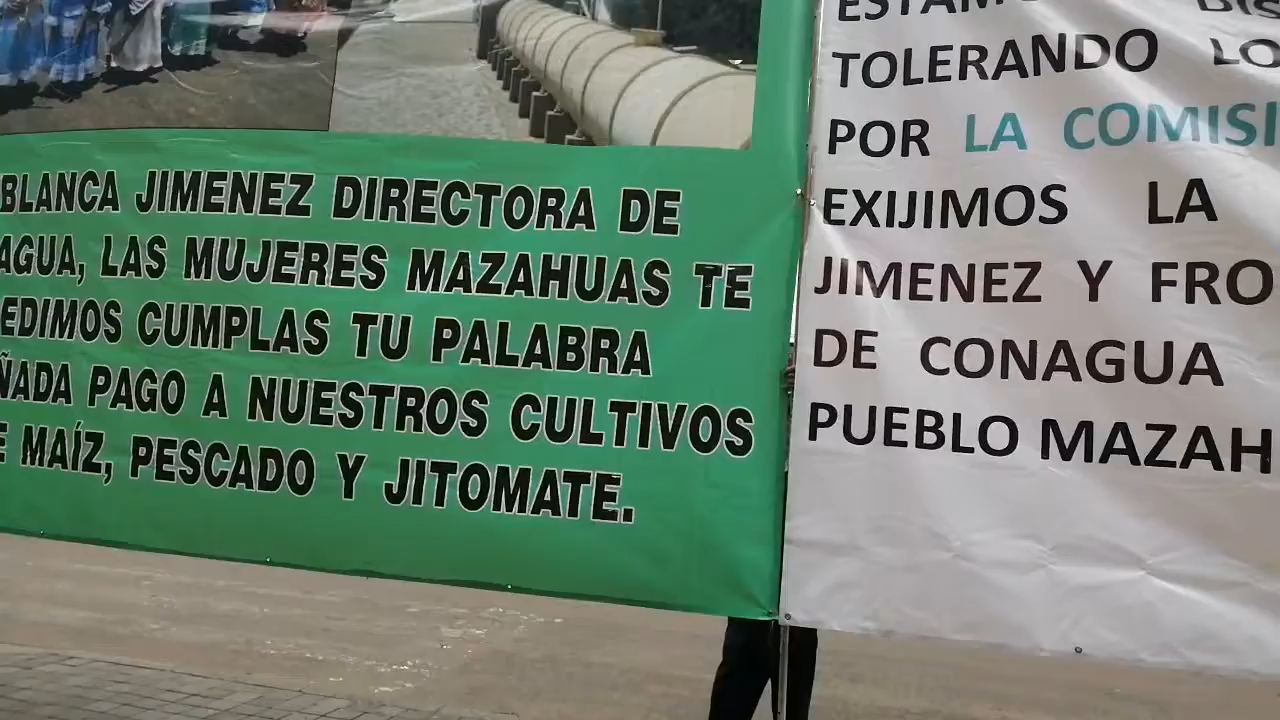 BLANCA JIMENEZ DIRECTORA DE
AGUA, LAS MUJERES MAZAHUAS TE
EDIMOS CUMPLAS TU PALABRA
ÑADA PAGO A NUESTROS CULTIVOS
E MAÍZ, PESCADO Y JITOMATE.
TOLERANDO LO
POR LA COMISI
EXIJIMOS LA
JIMENEZ Y FRO
DE CONAGUA
PUEBLO MAZAH